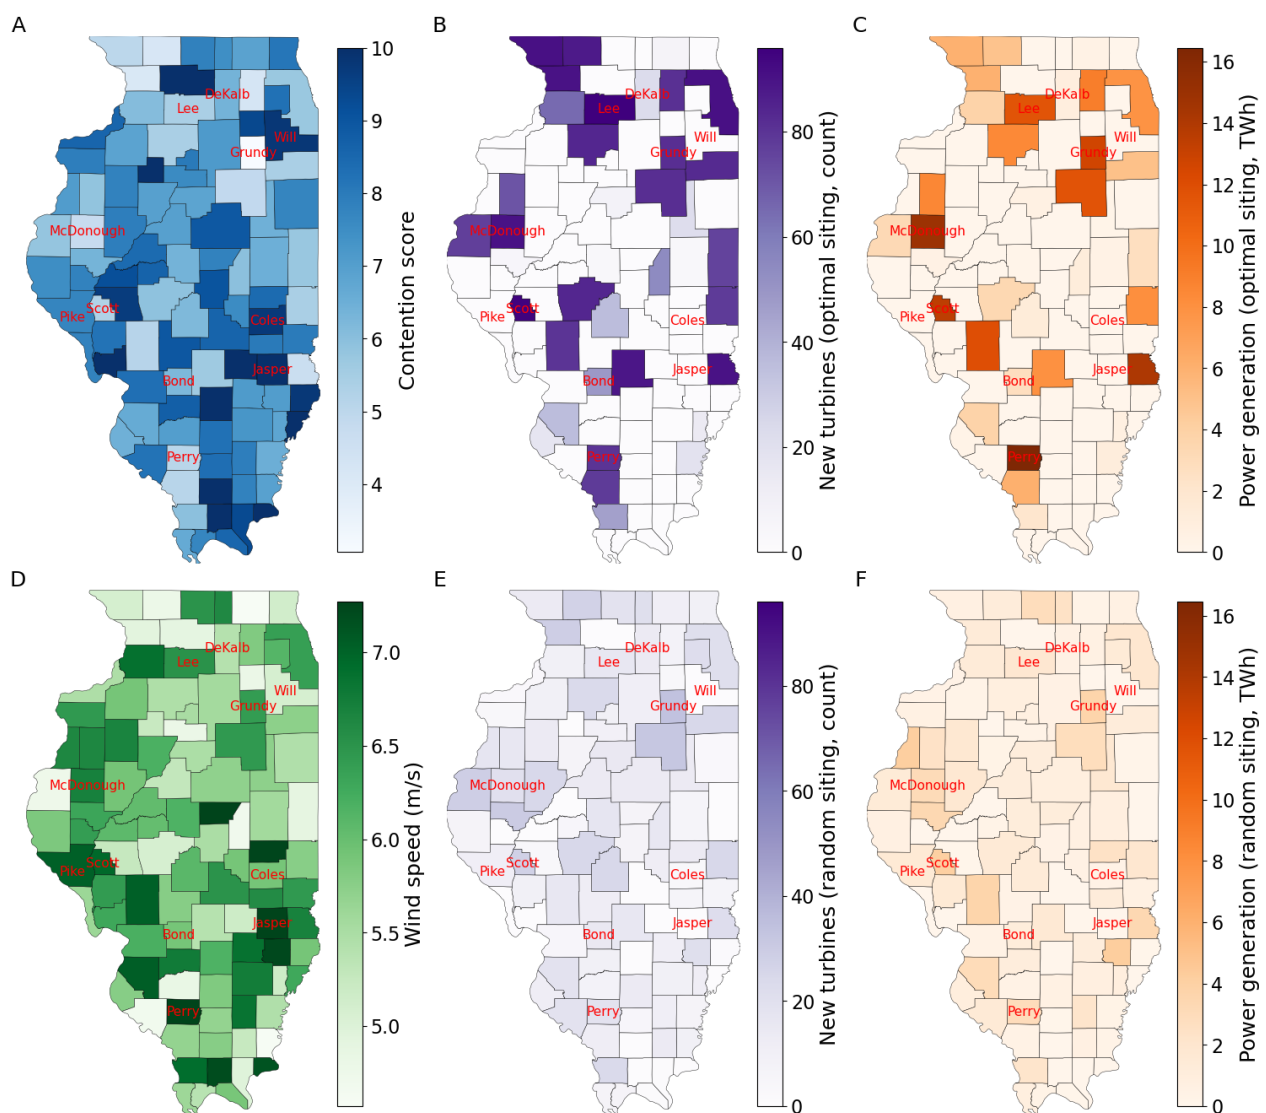 A
DeKalb
Lee
Will
Grundy
McDonough
Scott
Pike
Coles
Jasper
Bond
Perry
10
9
8
7
6
5
4
Contention score
B
DeKalb
Lee
Will
Grundy
McDonough
Scott
Pike
Coles
Jasper
Bond
Perry
80
60
40
20
0
New turbines (optimal siting, count)
C
DeKalb
Lee
Will
Grundy
McDonough
Scott
Pike
Coles
Jasper
Bond
Perry
16
14
12
10
8
6
4
2
0
Power generation (optimal siting, TWh)
D
DeKalb
Lee
Will
Grundy
McDonough
Scott
Pike
Coles
Jasper
Bond
Perry
7.0
6.5
6.0
5.5
5.0
Wind speed (m/s)
E
DeKalb
Lee
Will
Grundy
McDonough
Scott
Pike
Coles
Jasper
Bond
Perry
80
60
40
20
0
New turbines (random siting, count)
F
DeKalb
Lee
Will
Grundy
McDonough
Scott
Pike
Coles
Jasper
Bond
Perry
16
14
12
10
8
6
4
2
0
Power generation (random siting, TWh)